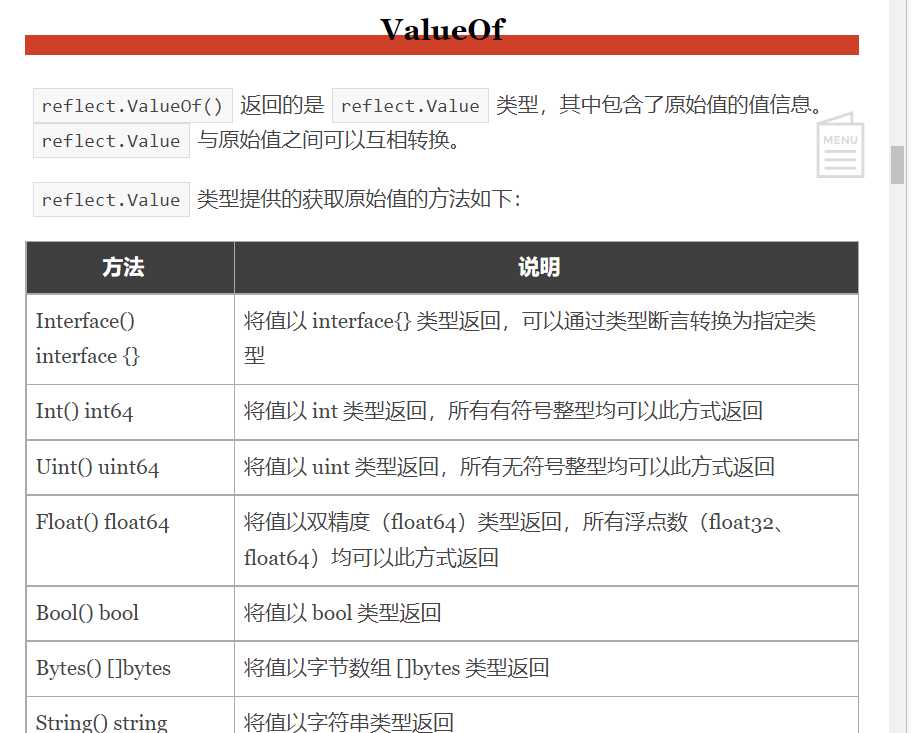 ValueOf
reflect.ValueOf() 返回的是 reflect.Value 类型，其中包含了原始值的值信息。
reflect.Value 与原始值之间可以互相转换。
MENU
reflect.Value 类型提供的获取原始值的方法如下：
方法 说明
Interface() 将值以 interface{} 类型返回，可以通过类型断言转换为指定类
interface {} 型
Int() int64 将值以 int 类型返回，所有有符号整型均可以此方式返回
Uint() uint64 将值以 uint 类型返回，所有无符号整型均可以此方式返回
Float() float64 将值以双精度（float64）类型返回，所有浮点数（float32、
float64）均可以此方式返回
Bool() bool 将值以 bool 类型返回
Bytes() []bytes 将值以字节数组 []bytes 类型返回
String() string 将值以字符串类型返回